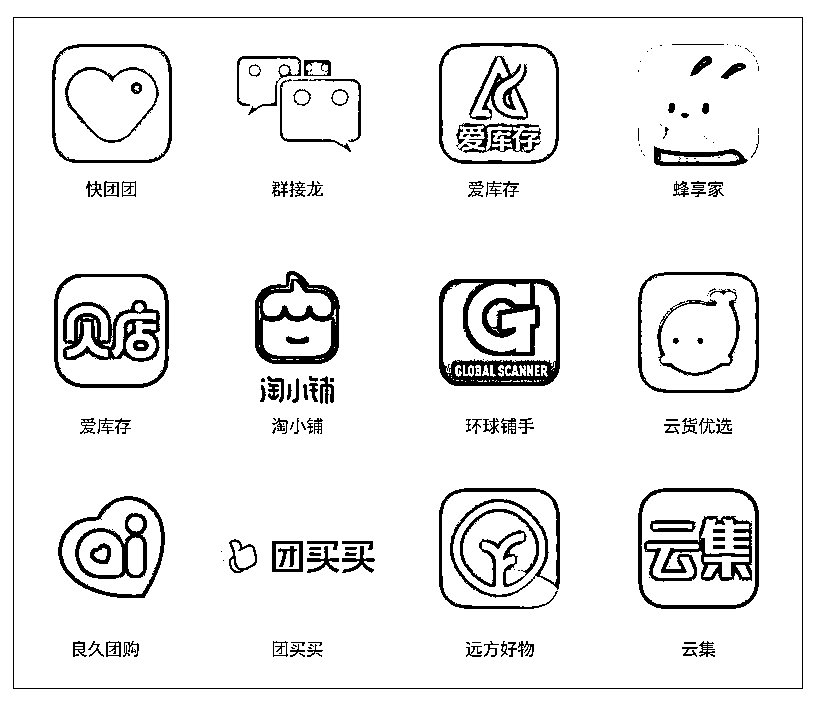 爱库存
快团团
群接龙
爱库存
蜂享家
贝店
GLOBAL SCANNER
淘小铺
爱库存
淘小铺
环球铺手
云货优选
ai
团买买
云集
良久团购
团买买
远方好物
云集